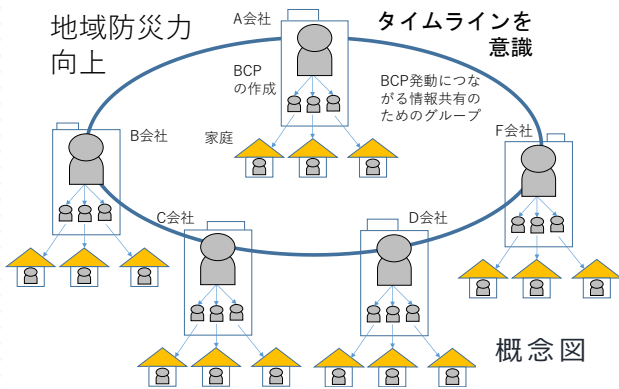 地域防災力
向上
A会社
タイムラインを
意識
BCP
の作成
BCP発動につな
がる情報共有の
ためのグループ
B会社
家庭
F会社
C会社
D会社
概念図